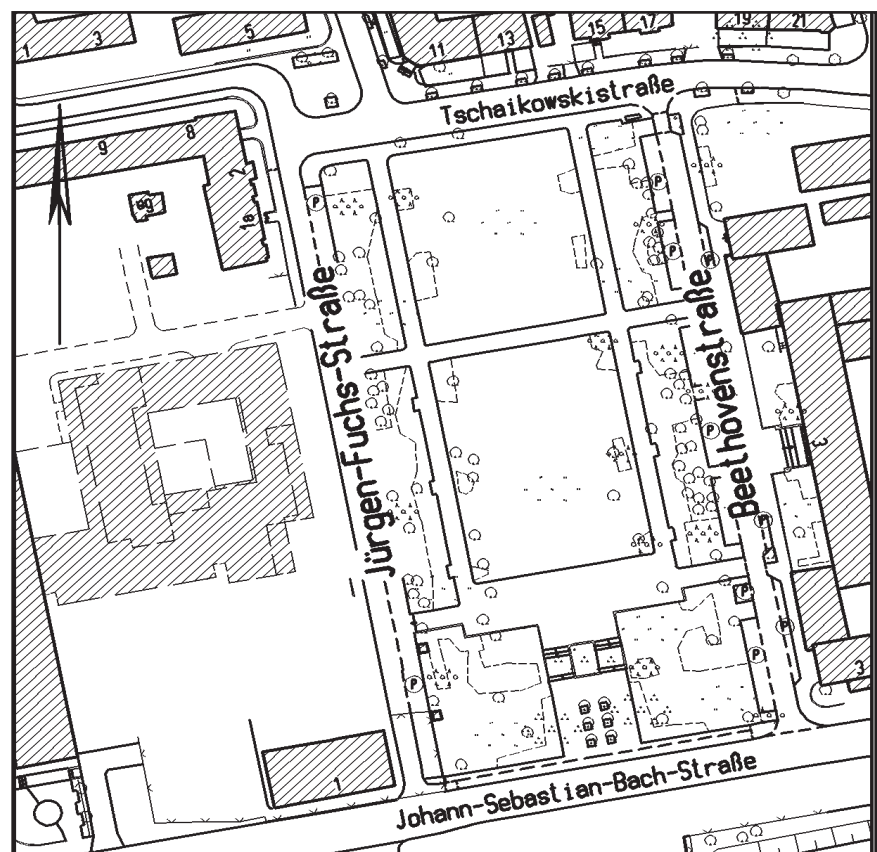 1
3
5
11
13
15
17
19
21
Tschaikowskistraße
9
8
2
1a
P
P
P
P
Jürgen-Fuchs-Straße
Beethovenstraße
P
3
P
P
P
P
P
3
1
Johann-Sebastian-Bach-Straße